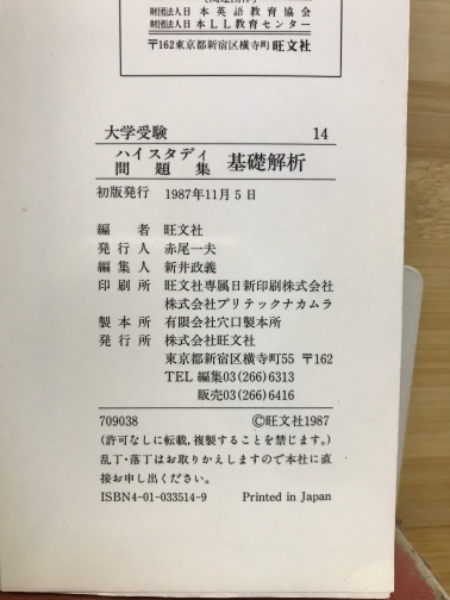 財団法人日本英語教育協会
財団法人日本LL教育センター
〒162東京都新宿区横寺町 旺文社
大学受験 14
ハイスタディ
問題集 基礎解析
初版発行 1987年11月5日
編者 旺文社
発行人 赤尾一夫
編集人 新井政義
印刷所 旺文社専属日新印刷株式会社
株式会社プリテックナカムラ
製本所 有限会社穴口製本所
発行所 株式会社旺文社
東京都新宿区横寺町55 〒162
TEL 編集03(266)6313
販売03(266)6416
709038 ©旺文社1987
(許可なしに転載,複製することを禁じます。)
乱丁・落丁はお取りかえしますので本社に直
接お申し出ください。
ISBN4-01-033514-9 Printed in Japan